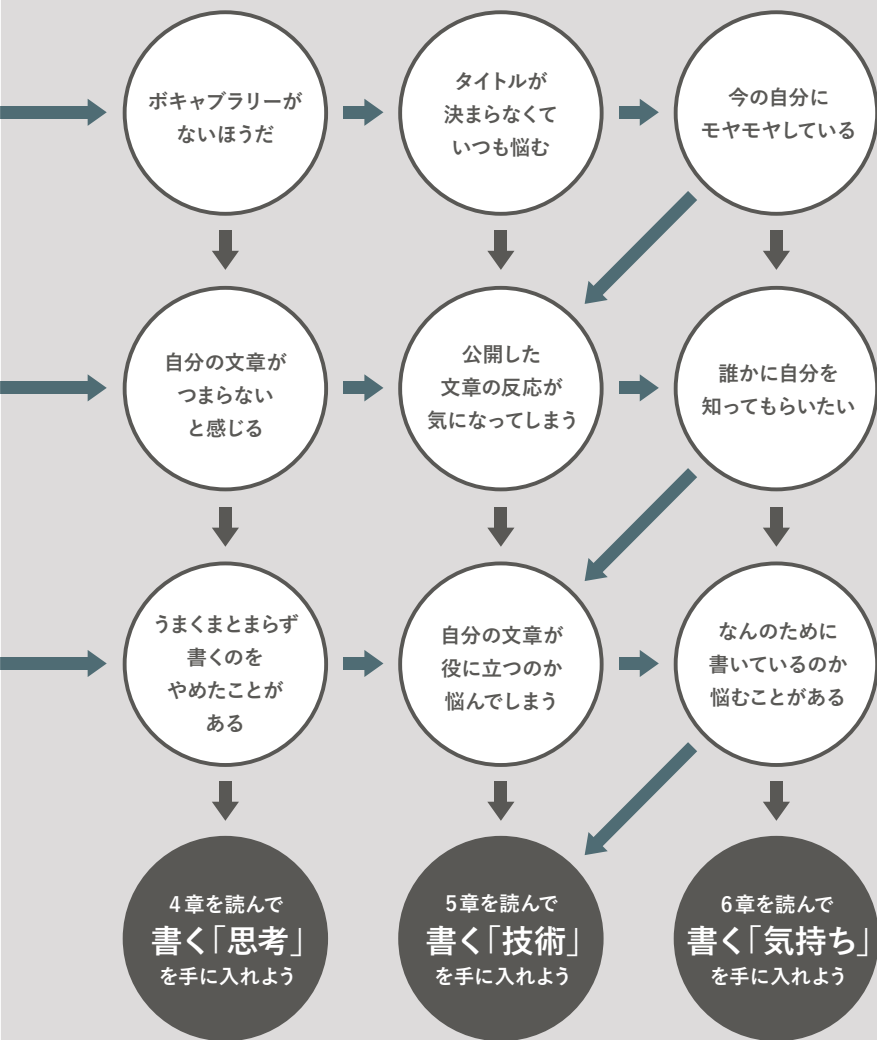 ボキャブラリーが
ないほうだ
タイトルが
決まらなくて
いつも悩む
今の自分に
モヤモヤしている
自分の文章が
つまらない
と感じる
公開した
文章の反応が
気になってしまう
誰かに自分を
知ってもらいたい
うまくまとまらず
書くのを
やめたことが
ある
自分の文章が
役に立つのか
悩んでしまう
なんのために
書いているのか
悩むことがある
4章を読んで
書く「思考」
を手に入れよう
5章を読んで
書く「技術」
を手に入れよう
6章を読んで
書く「気持ち」
を手に入れよう